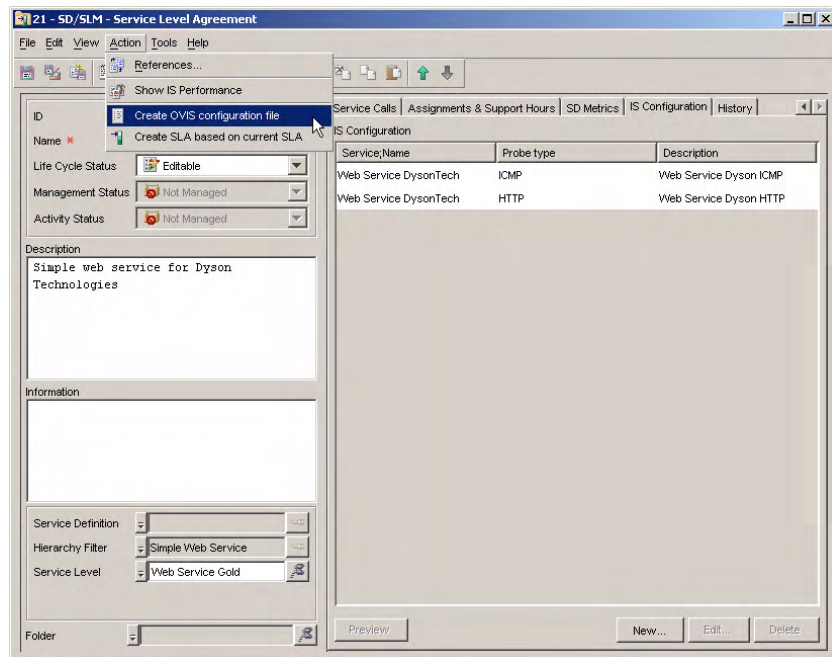 21 - SD/SLM - Service Level Agreement
File Edit View Action Tools Help
References...
Show IS Performance
Create OVIS configuration file
Create SLA based on current SLA
ID
Name
Life Cycle Status Editable
Management Status Not Managed
Activity Status Not Managed
Description
Simple web service for Dyson
Technologies
Information
Service Definition
Hierarchy Filter Simple Web Service
Service Level Web Service Gold
Folder
Service Calls Assignments & Support Hours SD Metrics IS Configuration History
IS Configuration
Service;Name Probe type Description
Web Service DysonTech ICMP Web Service Dyson ICMP
Web Service DysonTech HTTP Web Service Dyson HTTP
Preview New... Edit... Delete